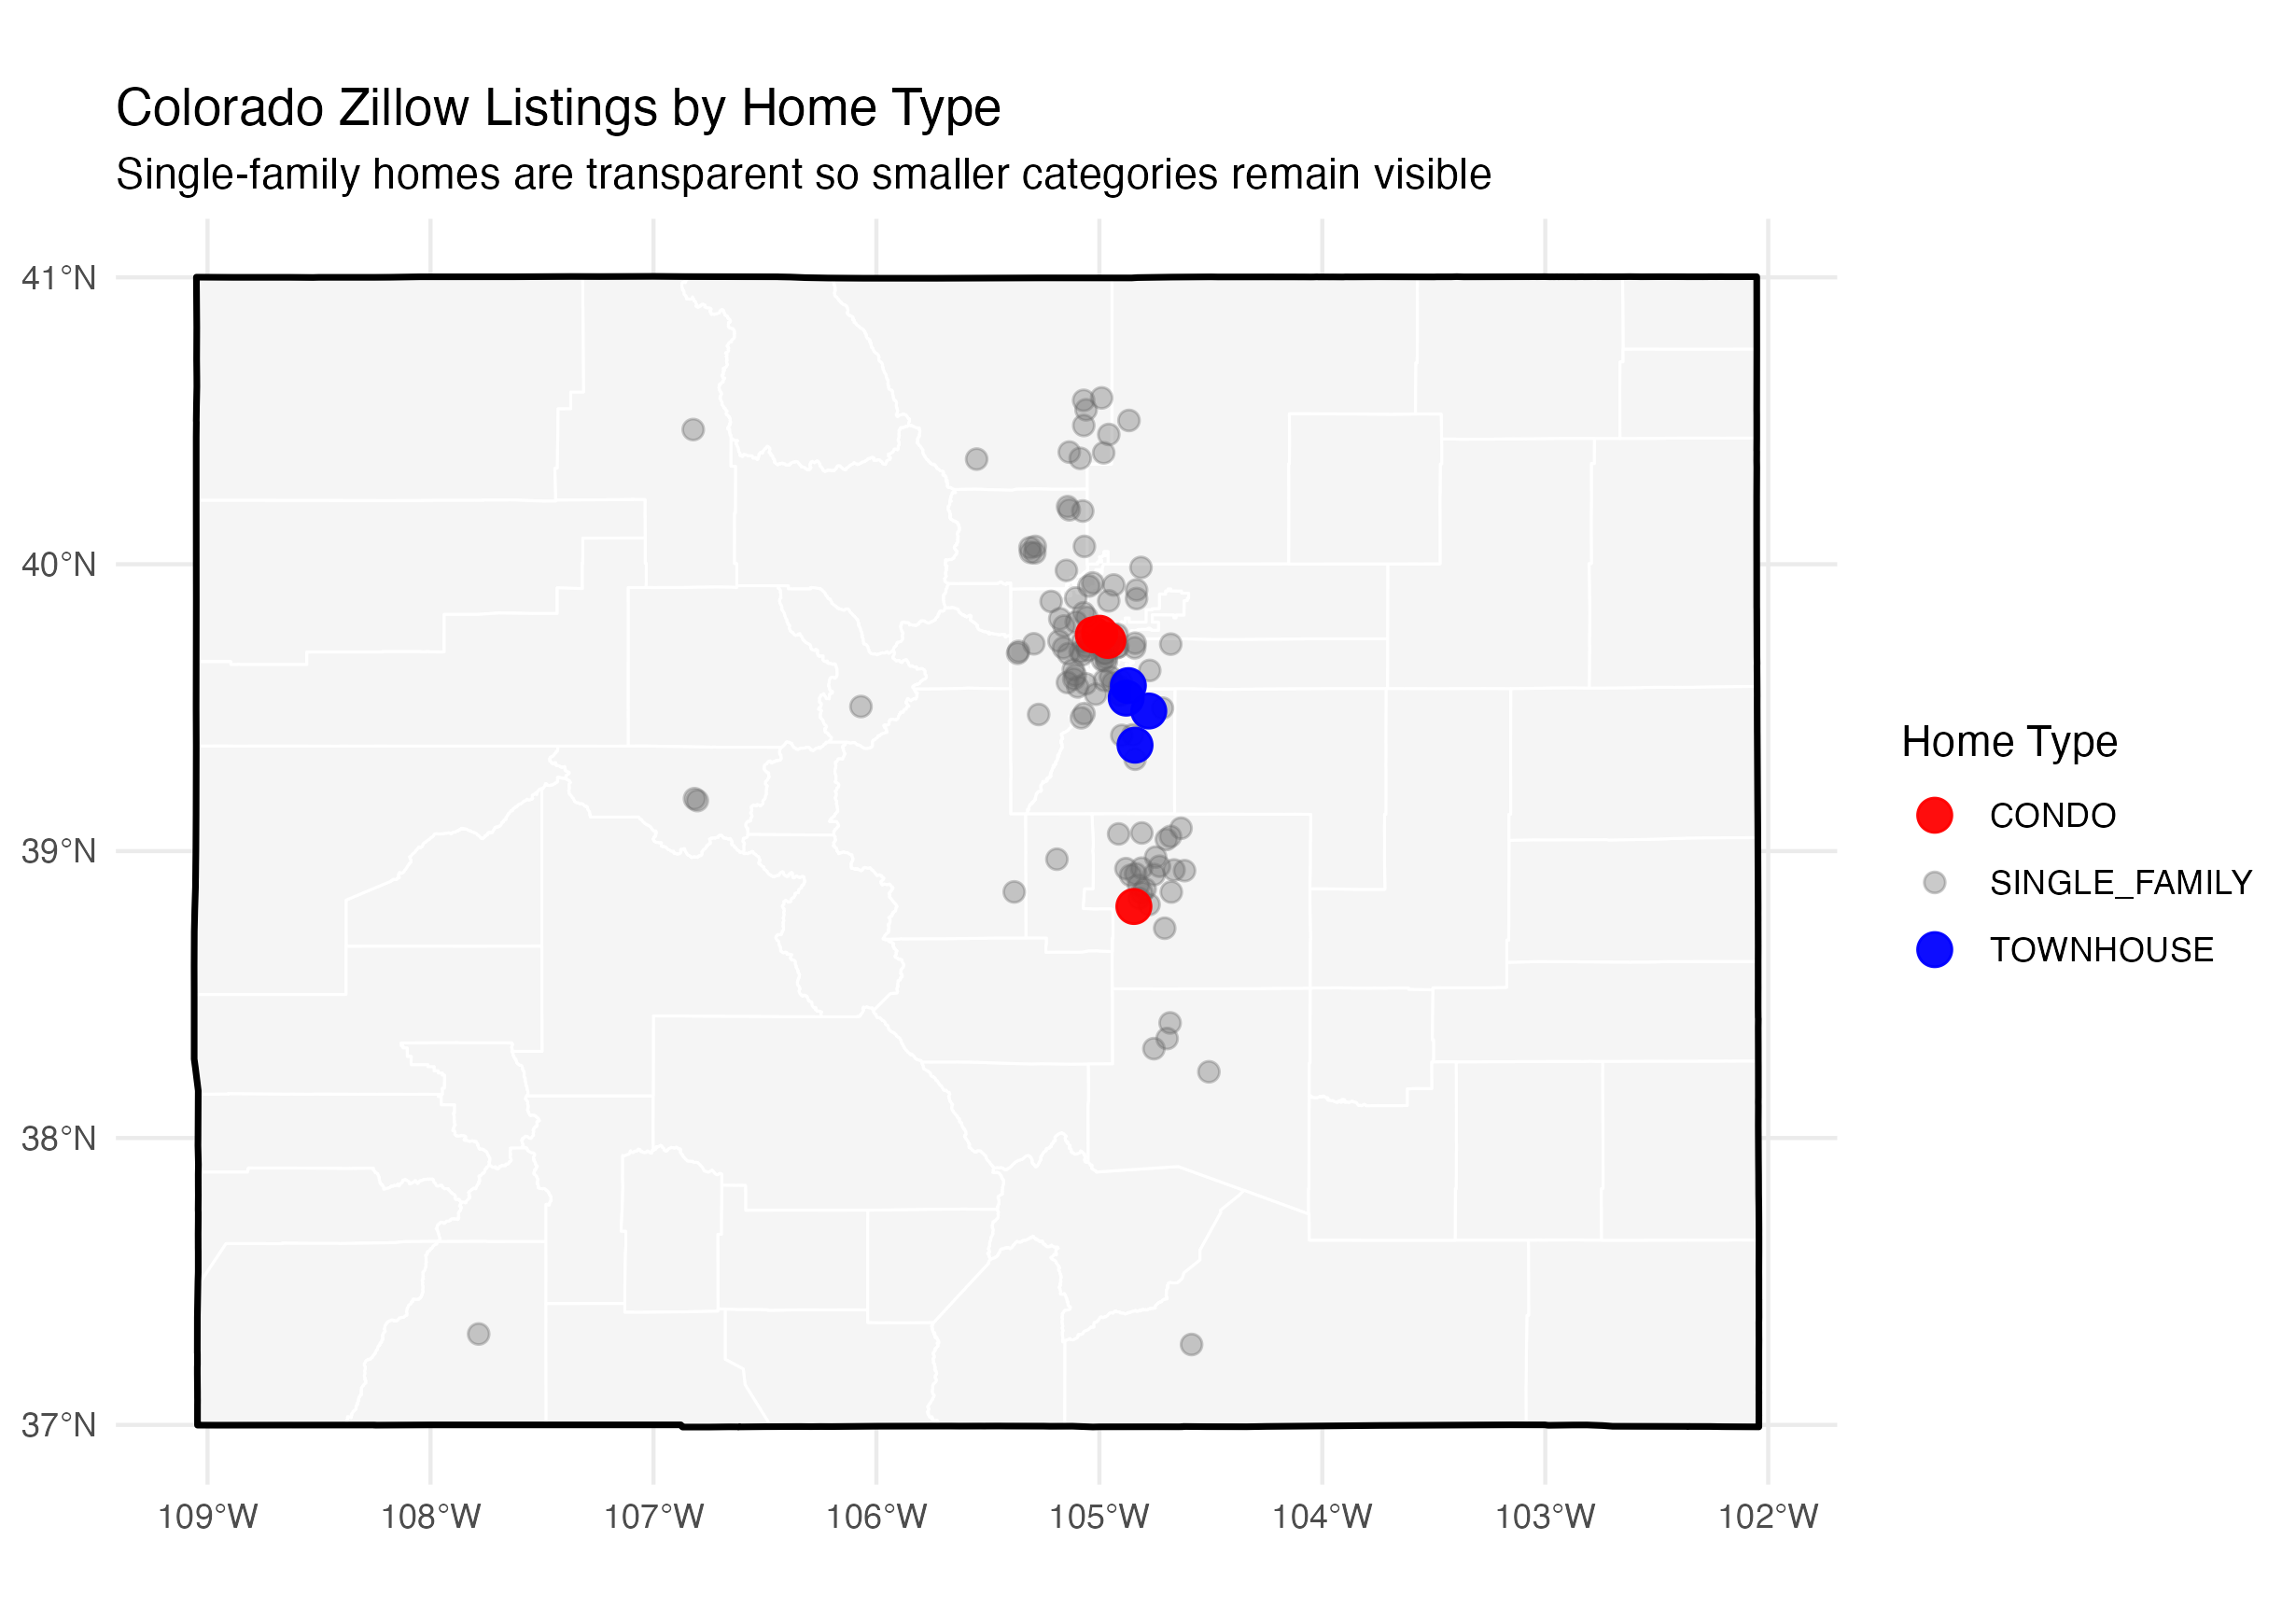 Colorado Zillow Listings by Home Type
Single-family homes are transparent so smaller categories remain visible
41°N
40°N
39°N
38°N
37°N
109°W
108°W
107°W
106°W
105°W
104°W
103°W
102°W
Home Type
CONDO
SINGLE_FAMILY
TOWNHOUSE